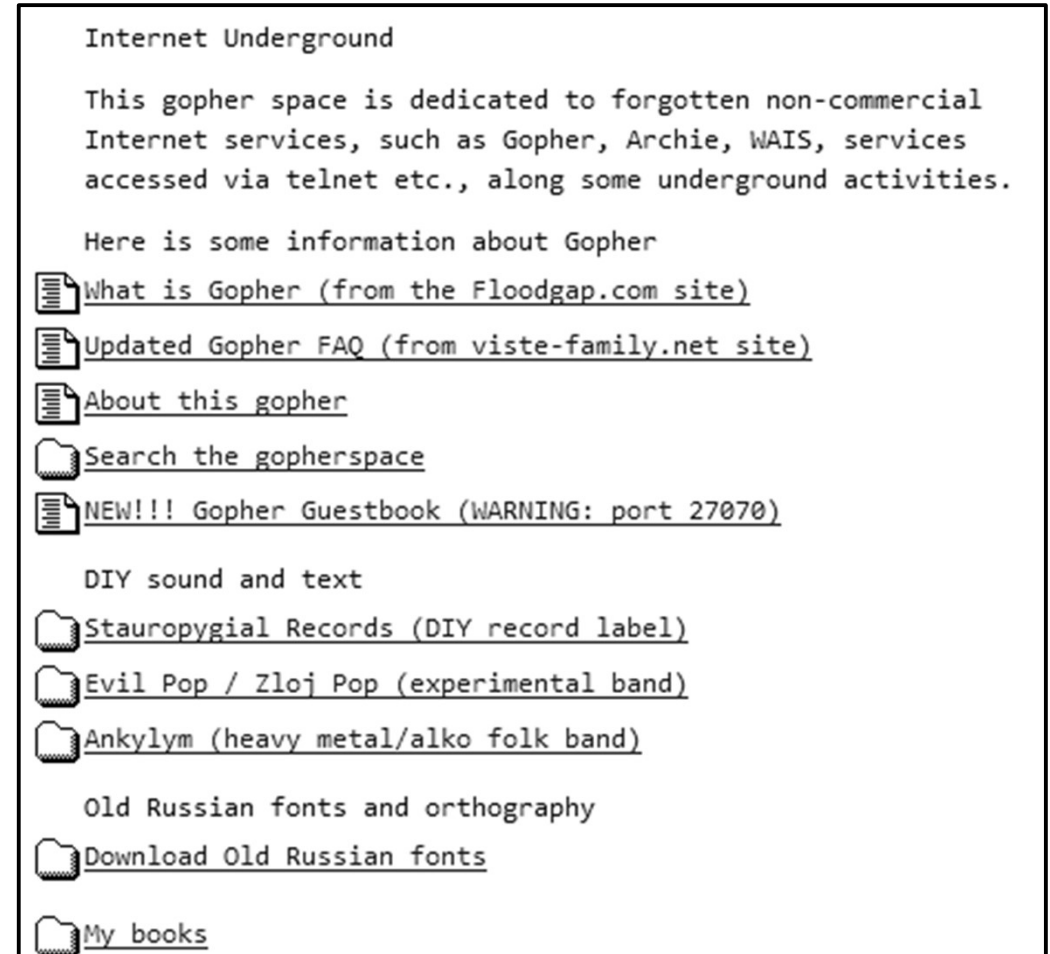 Internet Underground
This gopher space is dedicated to forgotten non-commercial
Internet services, such as Gopher, Archie, WAIS, services
accessed via telnet etc., along some underground activities.
Here is some information about Gopher
What is Gopher (from the Floodgap.com site)
Updated Gopher FAQ (from viste-family.net site)
About this gopher
Search the gopherspace
NEW!!! Gopher Guestbook (WARNING: port 27070)
DIY sound and text
Stauropygial Records (DIY record label)
Evil Pop / Zloj Pop (experimental band)
Ankylym (heavy metal/alko folk band)
Old Russian fonts and orthography
Download Old Russian fonts
My books